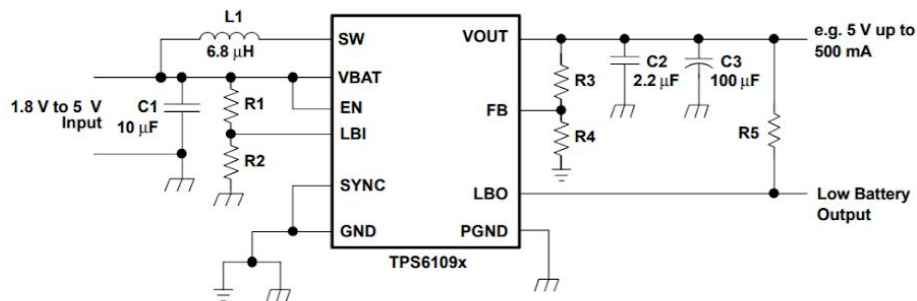 L1
6.8 µH
SW
VOUT
e.g. 5 V up to
500 mA
VBAT
EN
LBI
SYNC
GND
FB
LBO
PGND
1.8 V to 5 V
Input
C1
10 µF
R1
R2
R3
R4
C2
2.2 µF
C3
100 µF
R5
Low Battery
Output
TPS6109x